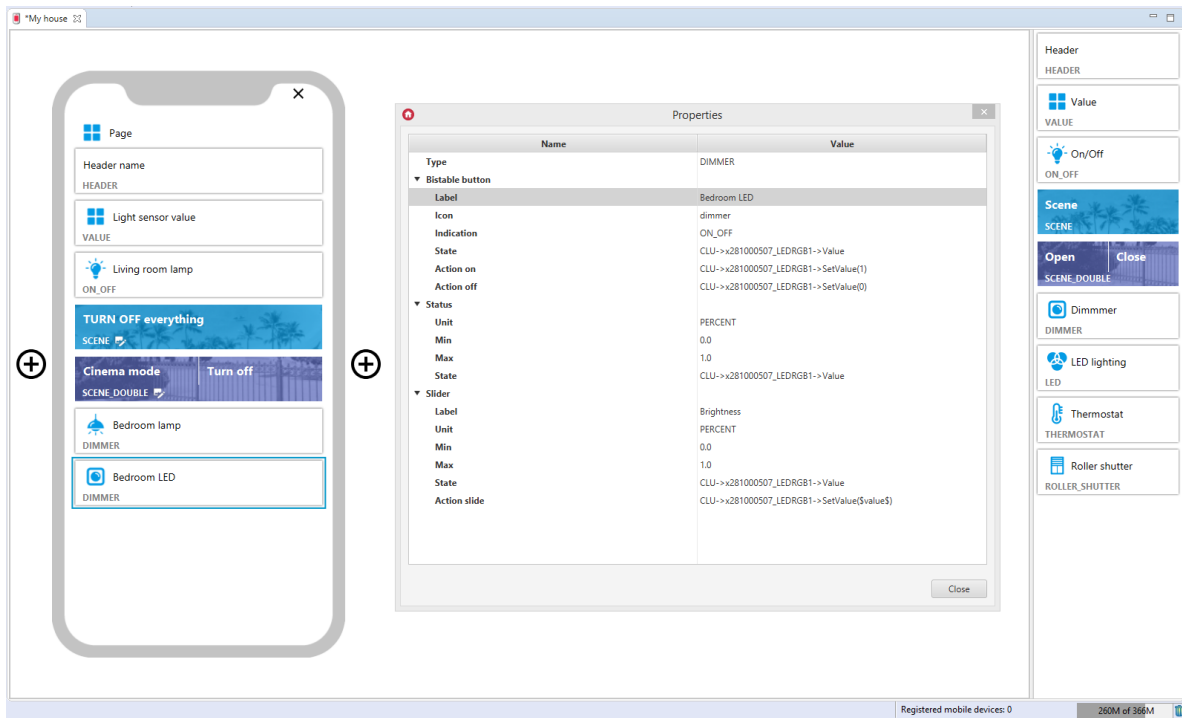 *My house
Page
Header name
HEADER
Light sensor value
VALUE
Living room lamp
ON_OFF
TURN OFF everything
SCENE
Cinema mode Turn off
SCENE_DOUBLE
Bedroom lamp
DIMMER
Bedroom LED
DIMMER
Properties
Name Value
Type DIMMER
Bistable button
Label Bedroom LED
Icon dimmer
Indication ON_OFF
State CLU->x281000507_LEDRGB1->Value
Action on CLU->x281000507_LEDRGB1->SetValue(1)
Action off CLU->x281000507_LEDRGB1->SetValue(0)
Status
Unit PERCENT
Min 0.0
Max 1.0
State CLU->x281000507_LEDRGB1->Value
Slider
Label Brightness
Unit PERCENT
Min 0.0
Max 1.0
State CLU->x281000507_LEDRGB1->Value
Action slide CLU->x281000507_LEDRGB1->SetValue($value$)
Close
Header
HEADER
Value
VALUE
On/Off
ON_OFF
Scene
SCENE
Open Close
SCENE_DOUBLE
Dimmmer
DIMMER
LED lighting
LED
Thermostat
THERMOSTAT
Roller shutter
ROLLER_SHUTTER
Registered mobile devices: 0
260M of 366M